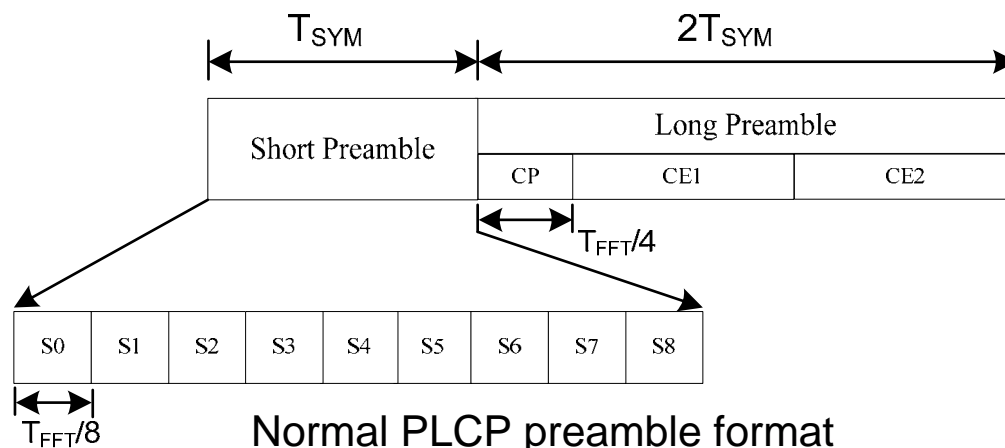 T_SYM 2T_SYM
Short Preamble
Long Preamble
CP CE1 CE2
T_FFT/4
S0 S1 S2 S3 S4 S5 S6 S7 S8
T_FFT/8
Normal PLCP preamble format